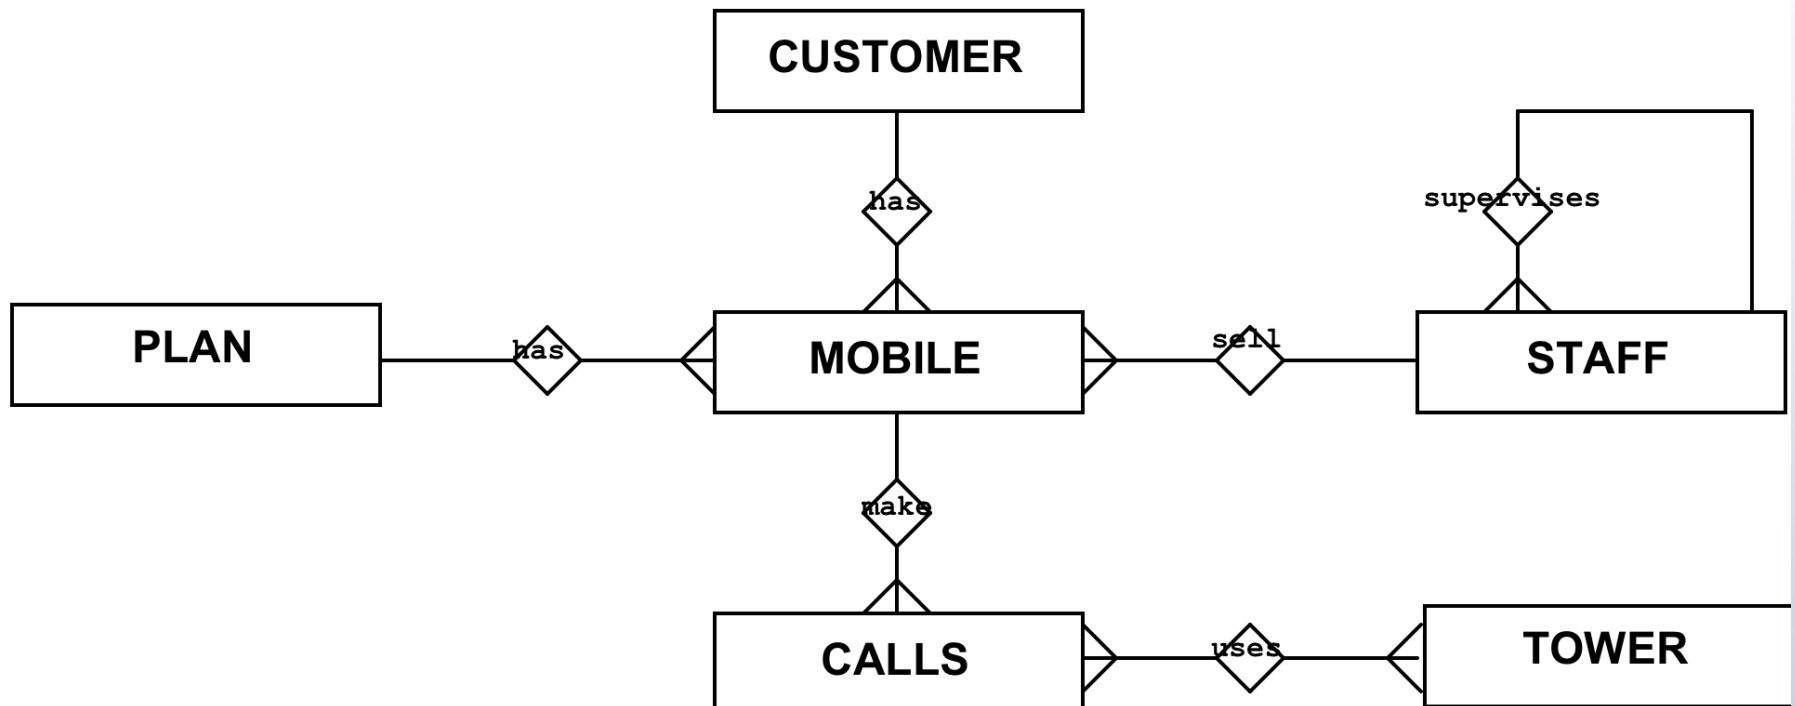 CUSTOMER
has
supervises
PLAN
has
MOBILE
sell
STAFF
make
CALLS
uses
TOWER